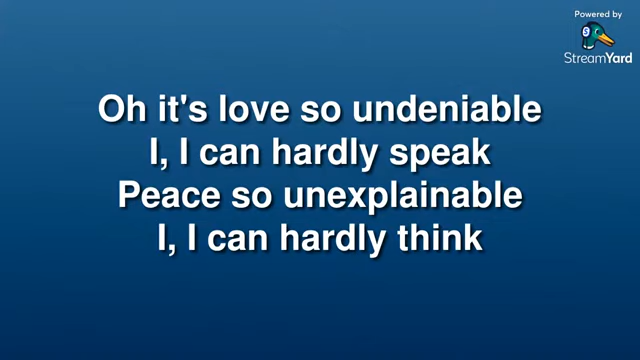 Powered by
StreamYard
Oh it's love so undeniable
I, I can hardly speak
Peace so unexplainable
I, I can hardly think